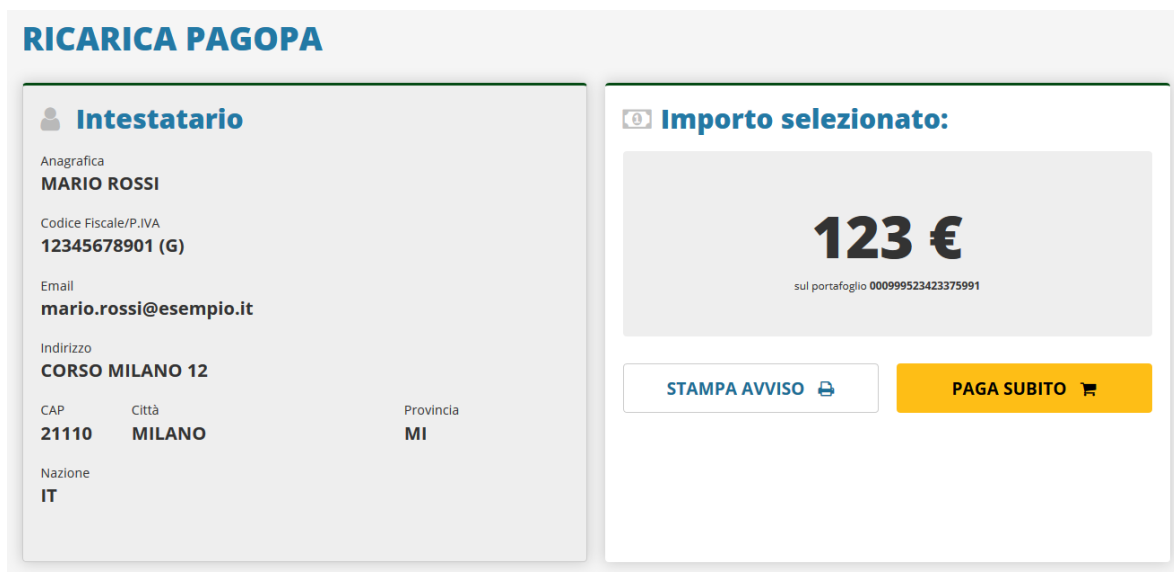 RICARICA PAGOPA
Intestatario
Anagrafica
MARIO ROSSI
Codice Fiscale/P.IVA
12345678901 (G)
Email
mario.rossi@esempio.it
Indirizzo
CORSO MILANO 12
CAP Città Provincia
21110 MILANO MI
Nazione
IT
Importo selezionato:
123 €
sul portafoglio 000999523423375991
STAMPA AVVISO
PAGA SUBITO